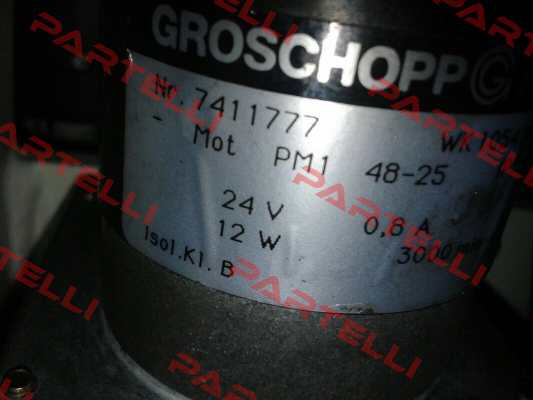 GROSCHOPP
Nr. 7411777
- Mot PM1 48-25
24 V 0,8 A
12 W 3000
Isol.Kl. B
PARTELLI
PARTELLI
PARTELLI
PARTELLI
PARTELLI
PARTELLI